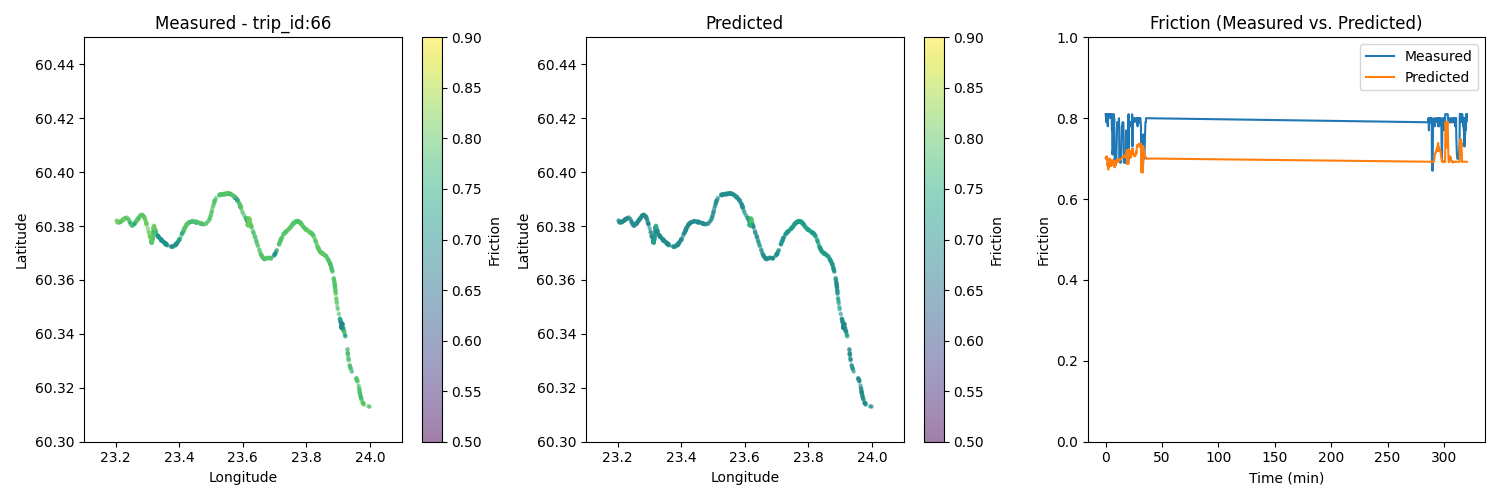 Measured - trip_id:66
60.44
60.42
60.40
60.38
60.36
60.34
60.32
60.30
Latitude
23.2 23.4 23.6 23.8 24.0
Longitude
0.90
0.85
0.80
0.75
0.70
0.65
0.60
0.55
0.50
Friction
Predicted
60.44
60.42
60.40
60.38
60.36
60.34
60.32
60.30
Latitude
23.2 23.4 23.6 23.8 24.0
Longitude
0.90
0.85
0.80
0.75
0.70
0.65
0.60
0.55
0.50
Friction
Friction (Measured vs. Predicted)
Measured
Predicted
1.0
0.8
0.6
0.4
0.2
0.0
Friction
0 50 100 150 200 250 300
Time (min)